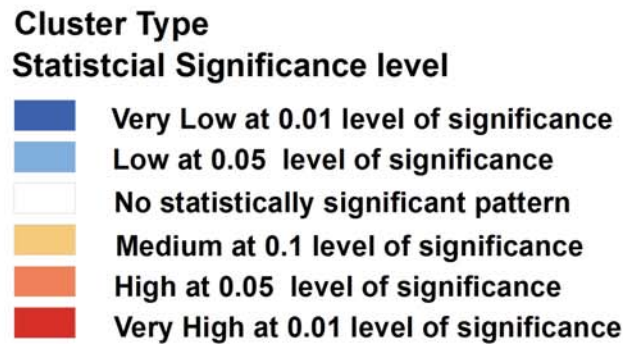 Cluster Type
Statistcial Significance level
Very Low at 0.01 level of significance
Low at 0.05 level of significance
No statistically significant pattern
Medium at 0.1 level of significance
High at 0.05 level of significance
Very High at 0.01 level of significance